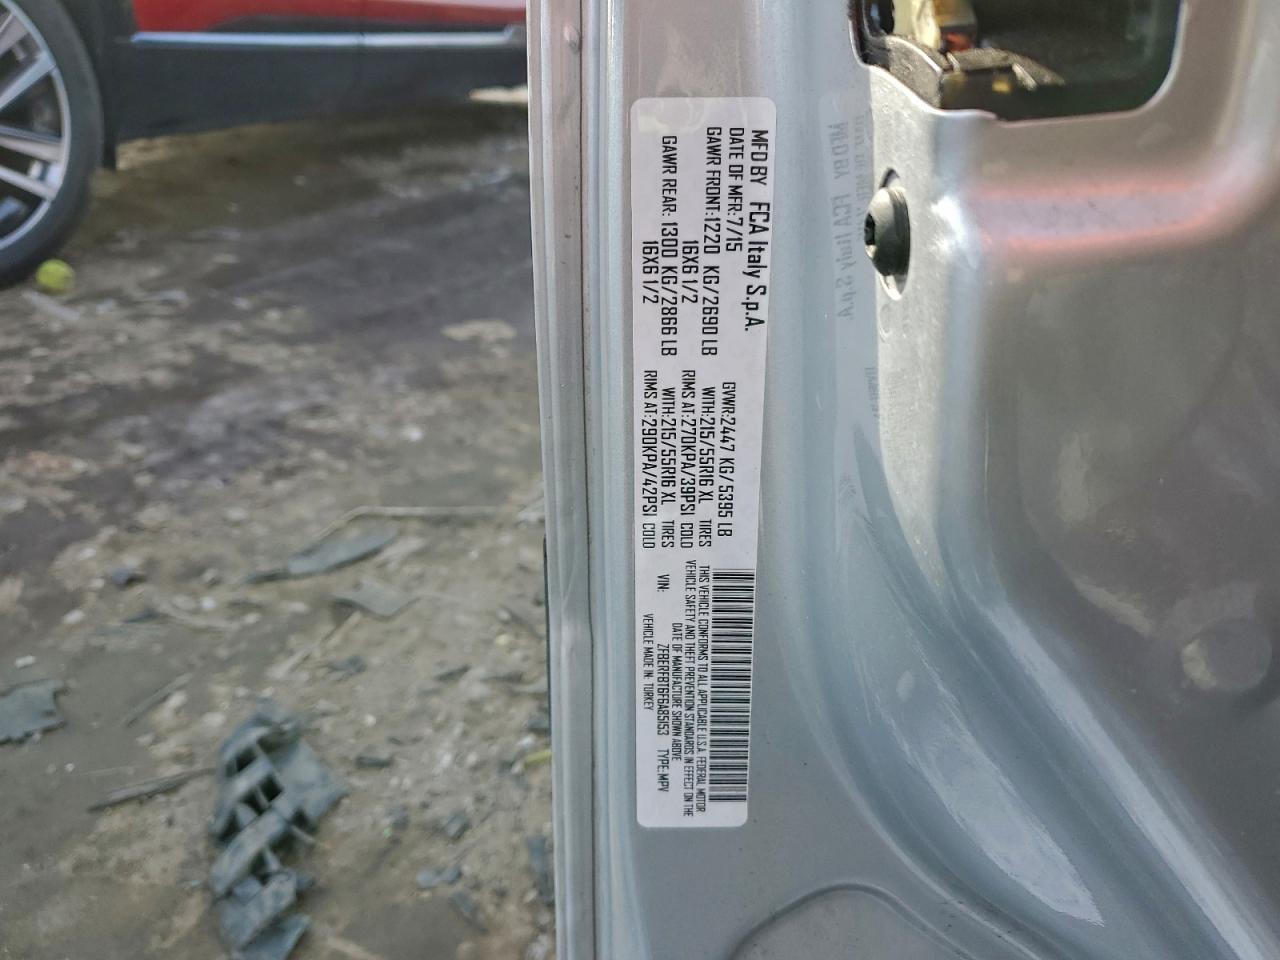 MFD BY FCA Italy S.p.A.
DATE OF MFR: 7/15 GVWR: 2447 KG/5395 LB
GAWR FRONT: 1220 KG/2690 LB WITH: 215/55R16 XL TIRES
16X6 1/2 RIMS AT: 270KPA/39PSI COLD
GAWR REAR: 1300 KG/2866 LB WITH: 215/55R16 XL TIRES
16X6 1/2 RIMS AT: 290KPA/42PSI COLD
THIS VEHICLE CONFORMS TO ALL APPLICABLE U.S.A. FEDERAL MOTOR
VEHICLE SAFETY AND THEFT PREVENTION STANDARDS IN EFFECT ON THE
DATE OF MANUFACTURE SHOWN ABOVE
VIN: ZFBERFBT6F6A85153 TYPE: MPV
VEHICLE MADE IN: TURKEY